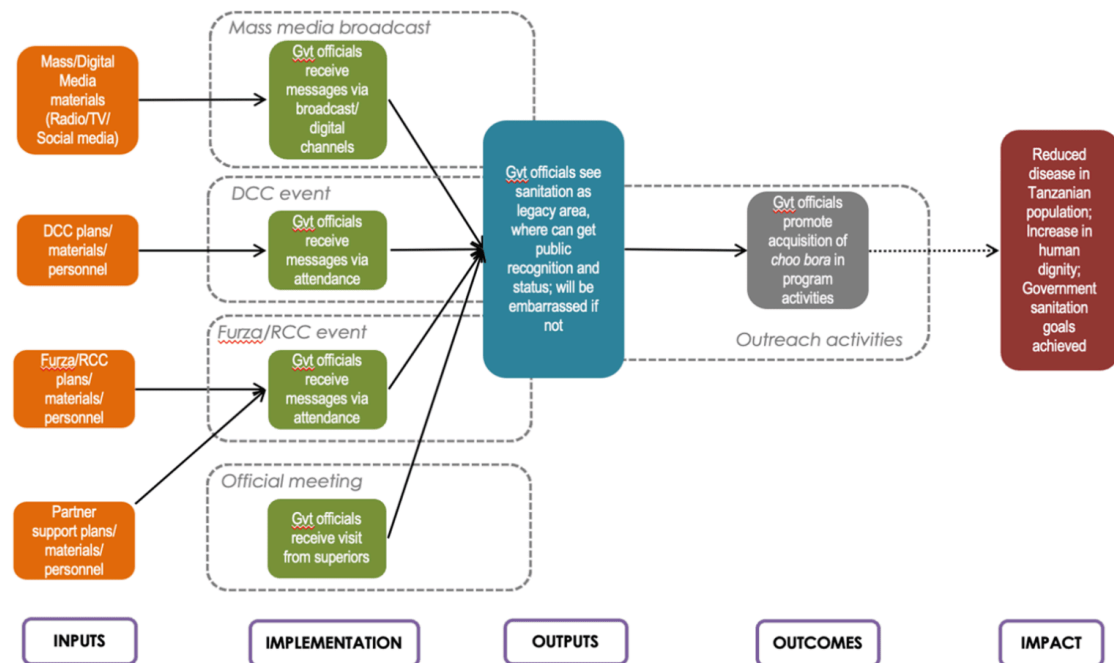 Mass media broadcast
Mass/Digital
Media
materials
(Radio/TV/
Social media)
Gvt officials
receive
messages via
broadcast/
digital
channels
DCC event
DCC plans/
materials/
personnel
Gvt officials
receive
messages via
attendance
Furza/RCC event
Furza/RCC
plans/
materials/
personnel
Gvt officials
receive
messages via
attendance
Official meeting
Partner
support plans/
materials/
personnel
Gvt officials
receive visit
from superiors
Gvt officials see
sanitation as
legacy area,
where can get
public
recognition and
status; will be
embarrassed if
not
Gvt officials
promote
acquisition of
choo bora in
program
activities
Outreach activities
Reduced
disease in
Tanzanian
population;
Increase in
human
dignity;
Government
sanitation
goals
achieved
INPUTS
IMPLEMENTATION
OUTPUTS
OUTCOMES
IMPACT